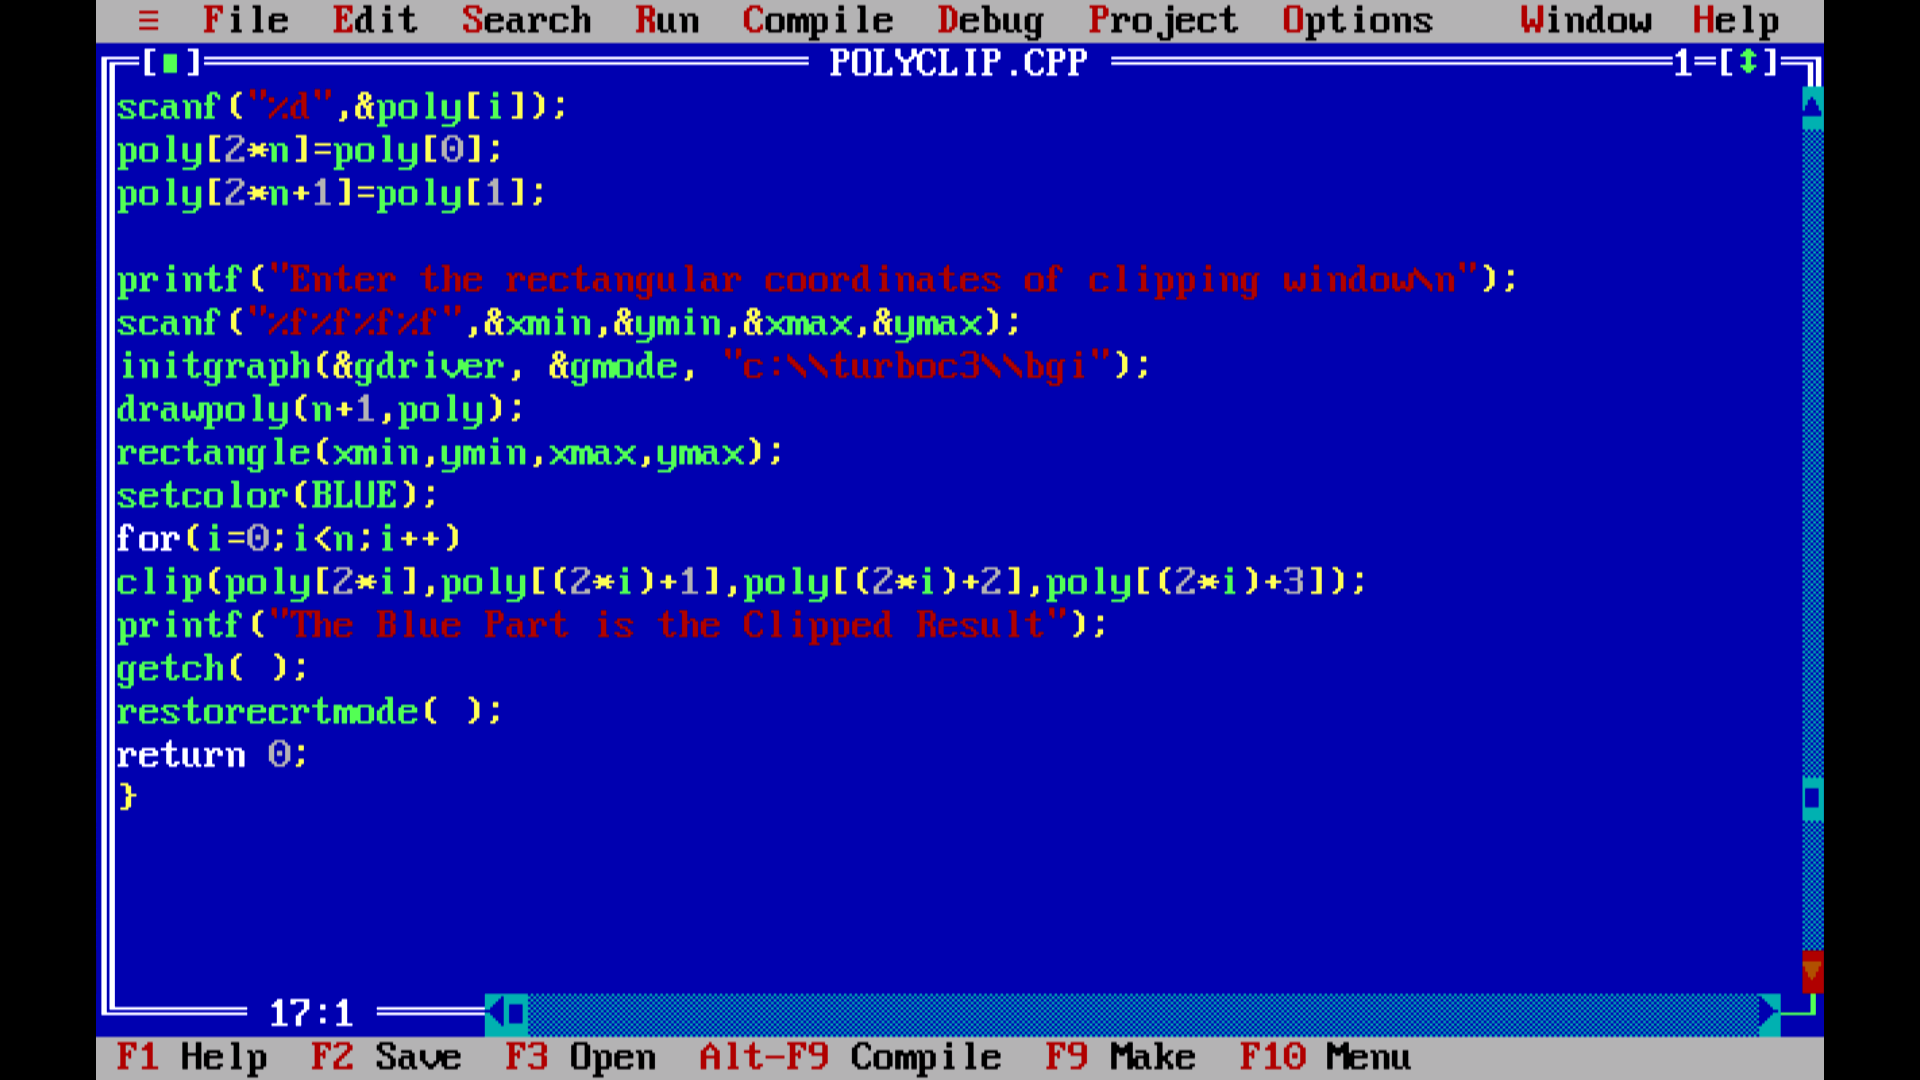 ≡ File Edit Search Run Compile Debug Project Options Window Help
[■] POLYCLIP.CPP 1=[↕]
scanf("%d",&poly[i]);
poly[2*n]=poly[0];
poly[2*n+1]=poly[1];
printf("Enter the rectangular coordinates of clipping window\n");
scanf("%f%f%f%f",&xmin,&ymin,&xmax,&ymax);
initgraph(&gdriver, &gmode, "c:\\turboc3\\bgi");
drawpoly(n+1,poly);
rectangle(xmin,ymin,xmax,ymax);
setcolor(BLUE);
for(i=0;i<n;i++)
clip(poly[2*i],poly[(2*i)+1],poly[(2*i)+2],poly[(2*i)+3]);
printf("The Blue Part is the Clipped Result");
getch( );
restorecrtmode( );
return 0;
}
17:1
F1 Help F2 Save F3 Open Alt-F9 Compile F9 Make F10 Menu